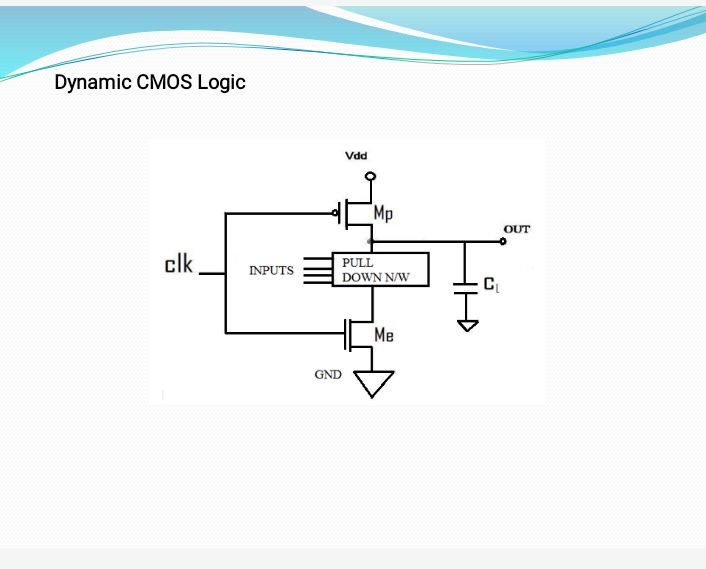 Dynamic CMOS Logic
Vdd
Mp
OUT
clk
INPUTS
PULL
DOWN N/W
CL
Me
GND